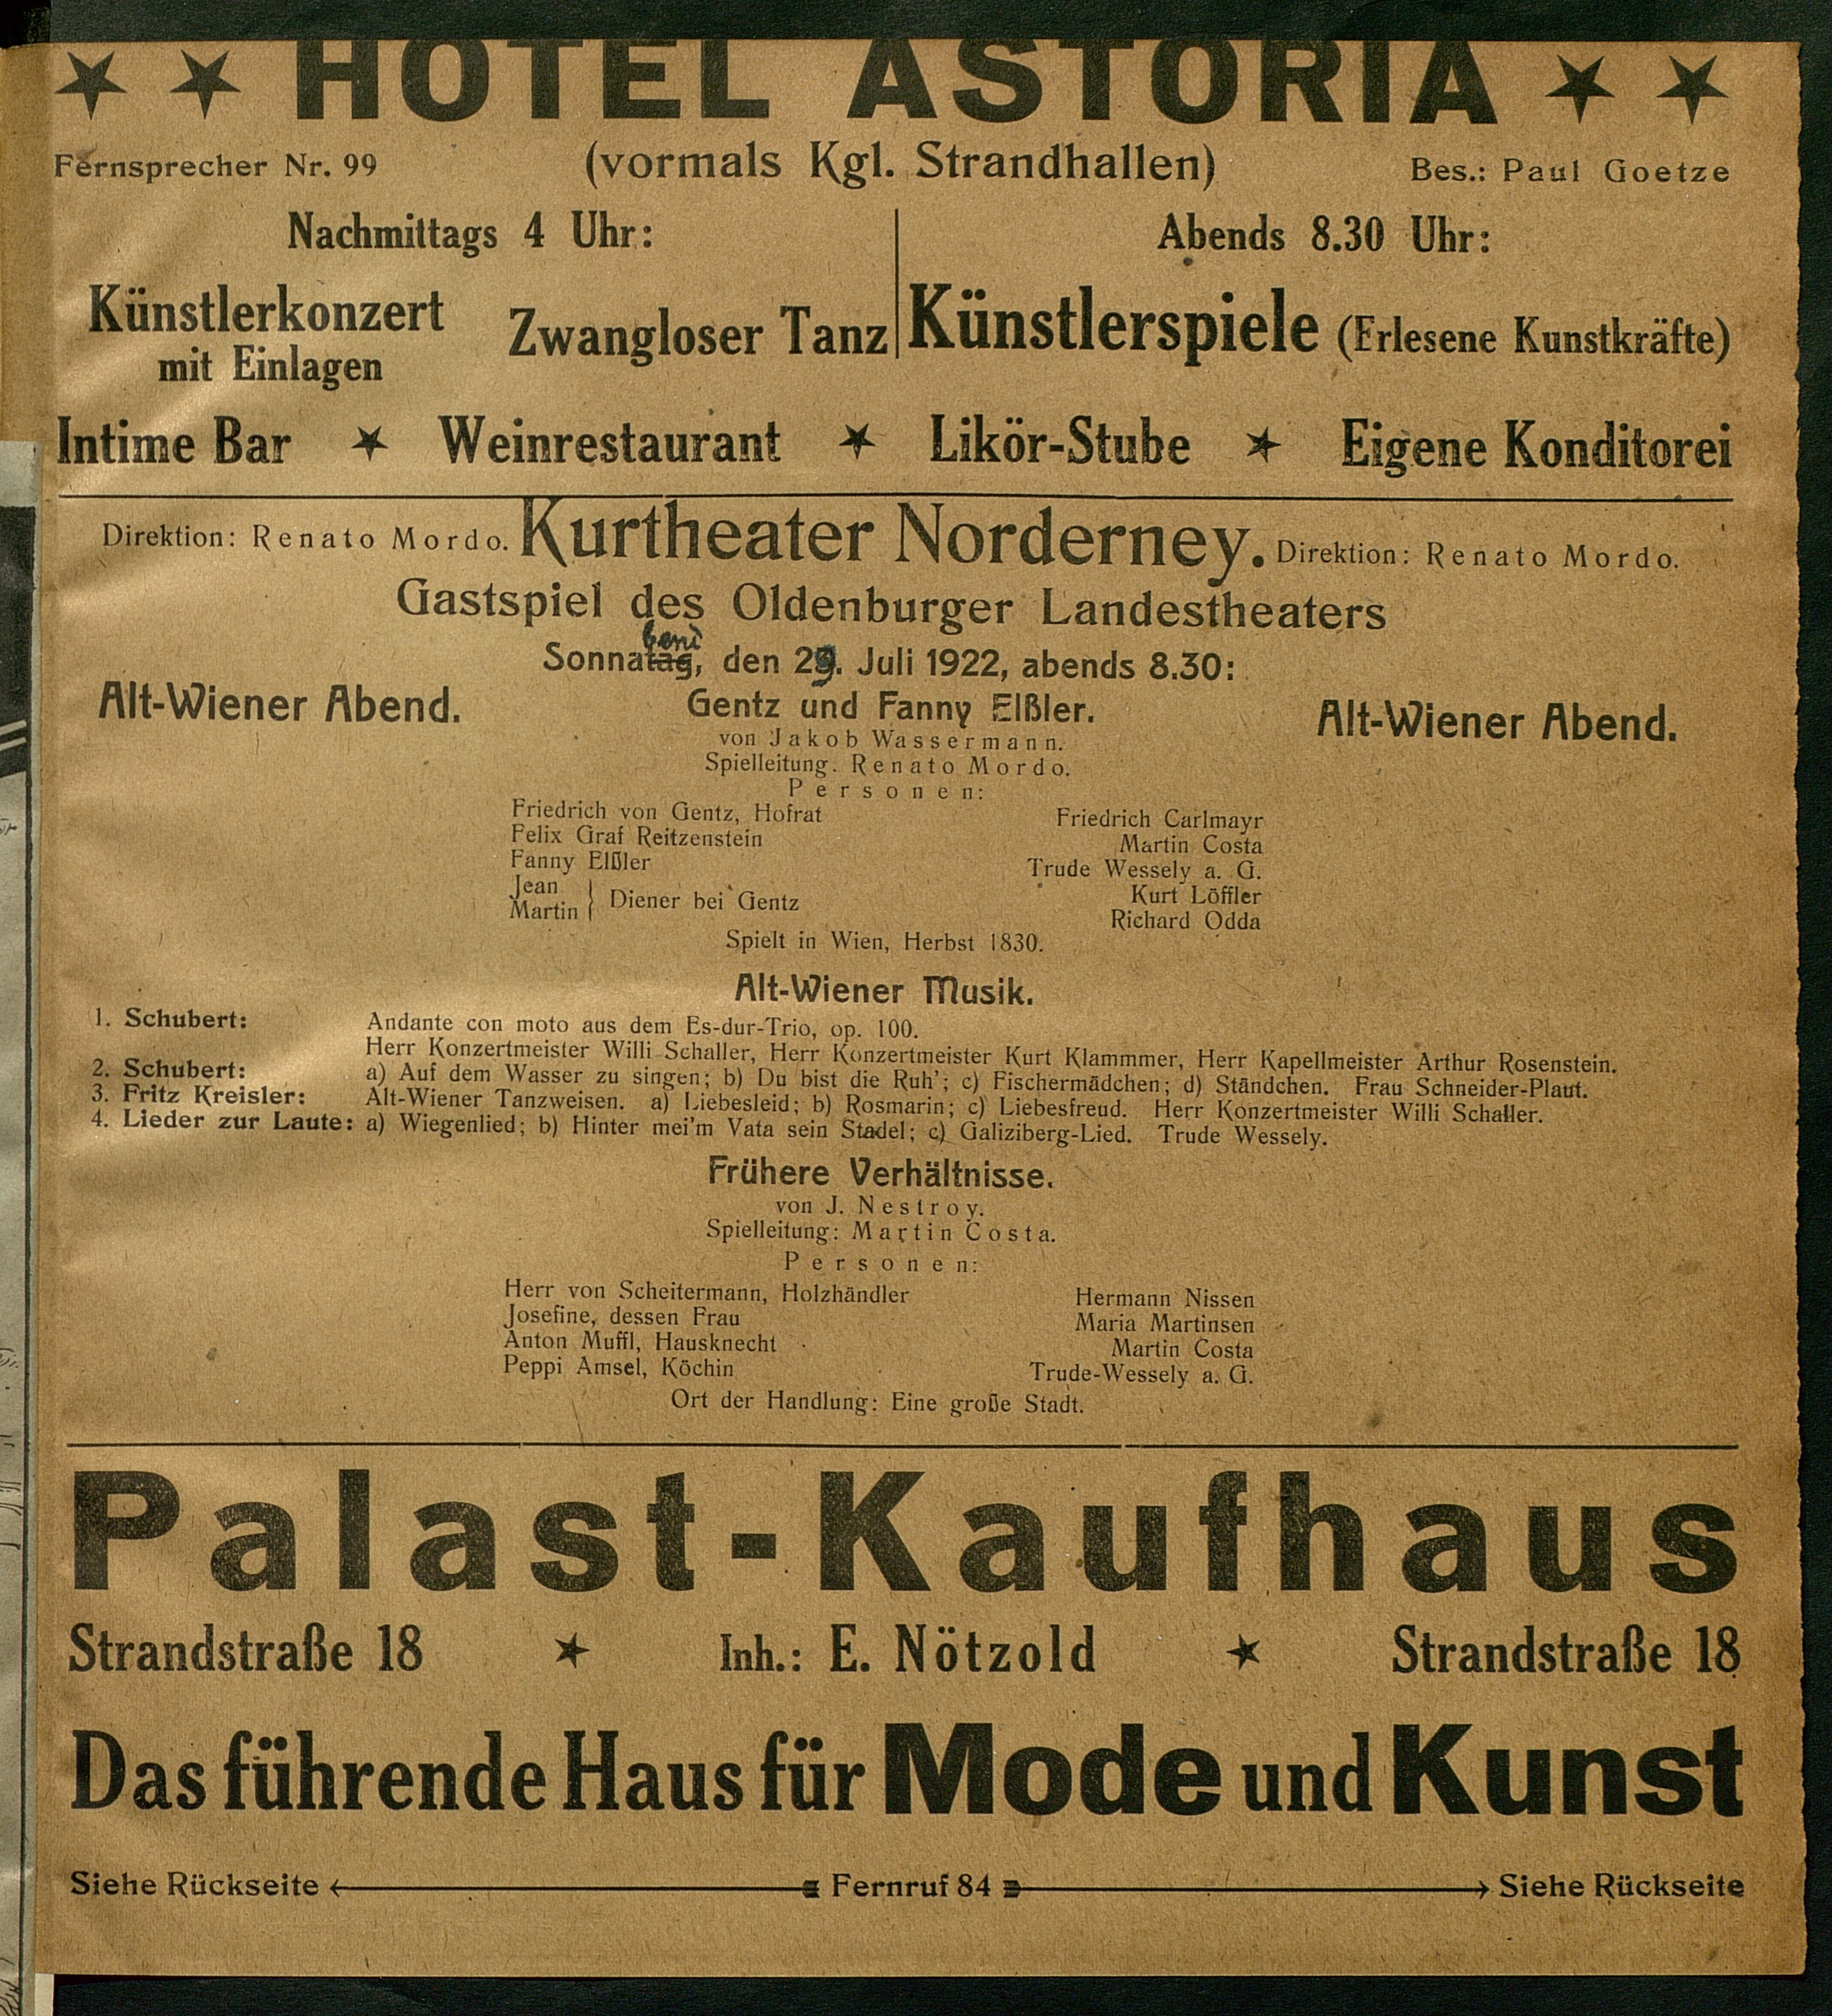 ★ ★ HOTEL ASTORIA ★ ★
Fernsprecher Nr. 99 (vormals Kgl. Strandhallen) Bes.: Paul Goetze
Nachmittags 4 Uhr:
Künstlerkonzert
mit Einlagen
Zwangloser Tanz
Abends 8.30 Uhr:
Künstlerspiele (Erlesene Kunstkräfte)
Intime Bar ★ Weinrestaurant ★ Likör-Stube ★ Eigene Konditorei
Direktion: Renato Mordo. Kurtheater Norderney. Direktion: Renato Mordo.
Gastspiel des Oldenburger Landestheaters
bend
Sonnatag, den 29. Juli 1922, abends 8.30:
Alt-Wiener Abend. Gentz und Fanny Elßler. Alt-Wiener Abend.
von Jakob Wassermann.
Spielleitung. Renato Mordo.
Personen:
Friedrich von Gentz, Hofrat Friedrich Carlmayr
Felix Graf Reitzenstein Martin Costa
Fanny Elßler Trude Wessely a. G.
Jean } Diener bei Gentz Kurt Löffler
Martin } Richard Odda
Spielt in Wien, Herbst 1830.
Alt-Wiener Musik.
1. Schubert: Andante con moto aus dem Es-dur-Trio, op. 100.
Herr Konzertmeister Willi Schaller, Herr Konzertmeister Kurt Klammmer, Herr Kapellmeister Arthur Rosenstein.
2. Schubert: a) Auf dem Wasser zu singen; b) Du bist die Ruh'; c) Fischermädchen; d) Ständchen. Frau Schneider-Plaut.
3. Fritz Kreisler: Alt-Wiener Tanzweisen. a) Liebesleid; b) Rosmarin; c) Liebesfreud. Herr Konzertmeister Willi Schaller.
4. Lieder zur Laute: a) Wiegenlied; b) Hinter mei'm Vata sein Stadel; c) Galiziberg-Lied. Trude Wessely.
Frühere Verhältnisse.
von J. Nestroy.
Spielleitung: Martin Costa.
Personen:
Herr von Scheitermann, Holzhändler Hermann Nissen
Josefine, dessen Frau Maria Martinsen
Anton Muffl, Hausknecht Martin Costa
Peppi Amsel, Köchin Trude-Wessely a. G.
Ort der Handlung: Eine große Stadt.
Palast-Kaufhaus
Strandstraße 18 ★ Inh.: E. Nötzold ★ Strandstraße 18
Das führende Haus für Mode und Kunst
Siehe Rückseite Fernruf 84 Siehe Rückseite